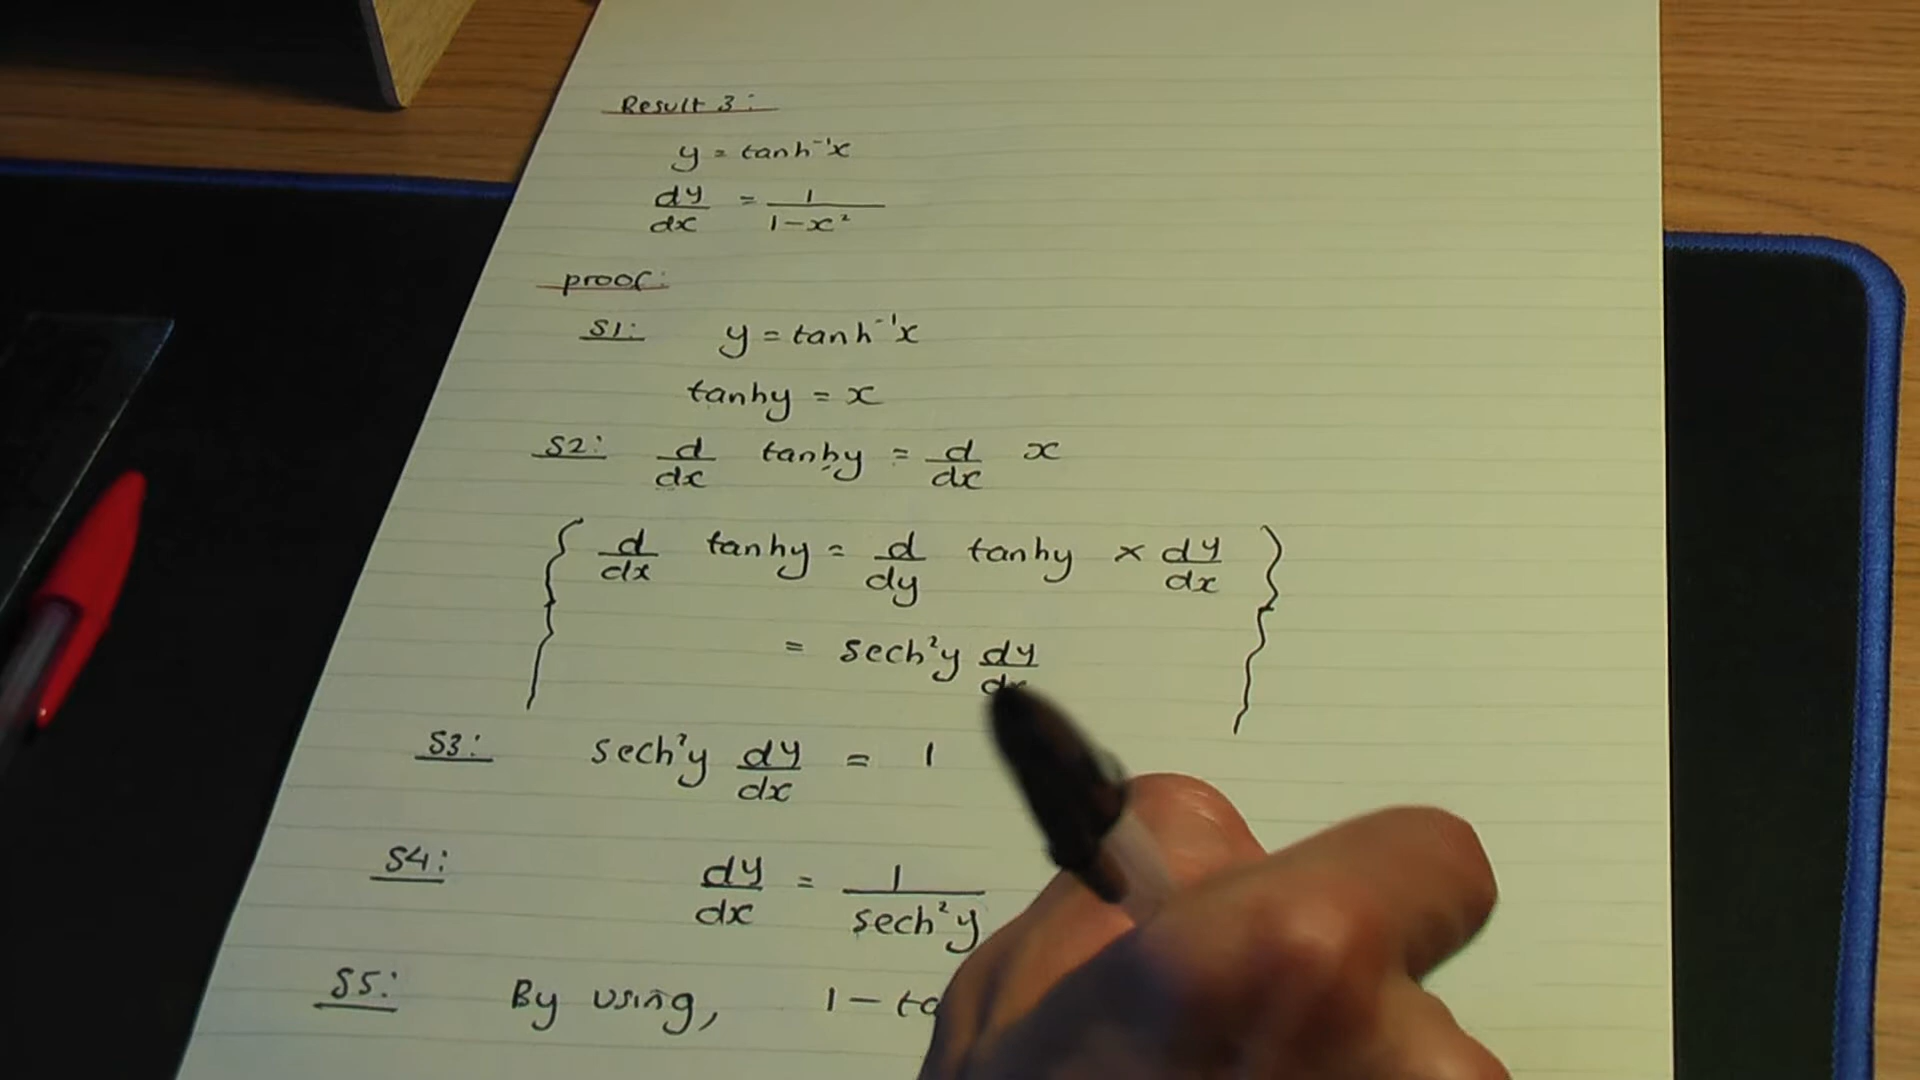 Result 3:
y = tanh⁻¹x
dy/dx = 1/(1-x²)
proof:
S1: y = tanh⁻¹x
tanhy = x
S2: d/dx tanhy = d/dx x
{ d/dx tanhy = d/dy tanhy × dy/dx }
= sech²y dy/dx
S3: sech²y dy/dx = 1
S4: dy/dx = 1/sech²y
S5: By using, 1 -